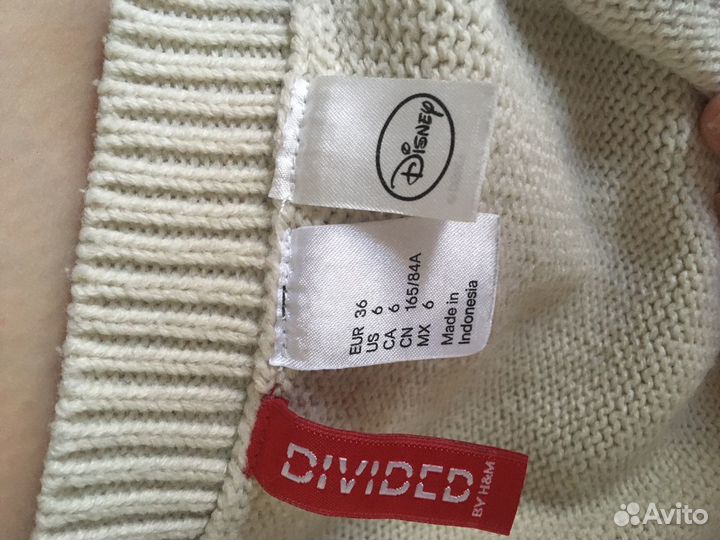 Disney
EUR 36
US 6
CA 6
CN 165/84A
MX 6
Made in
Indonesia
DIVIDED
BY H&M
Avito